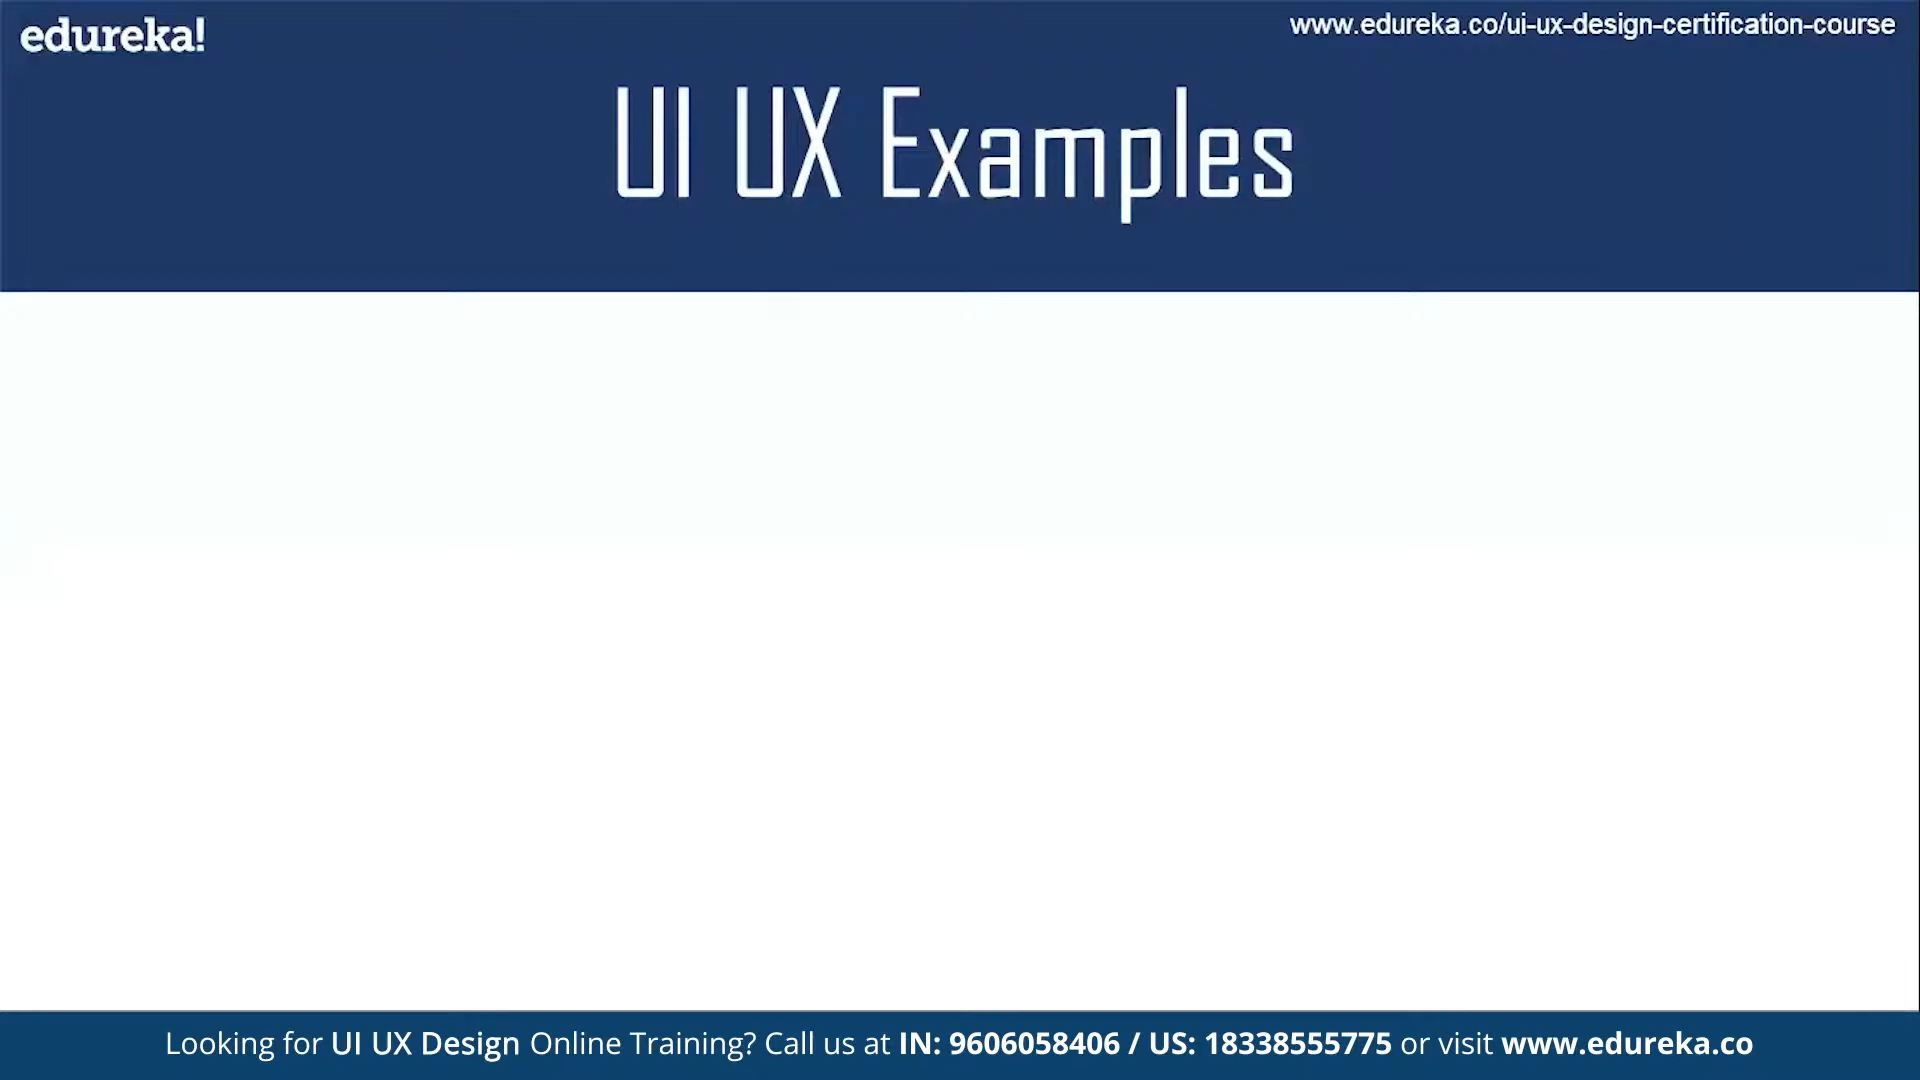 edureka!
www.edureka.co/ui-ux-design-certification-course
UI UX Examples
Looking for UI UX Design Online Training? Call us at IN: 9606058406 / US: 18338555775 or visit www.edureka.co